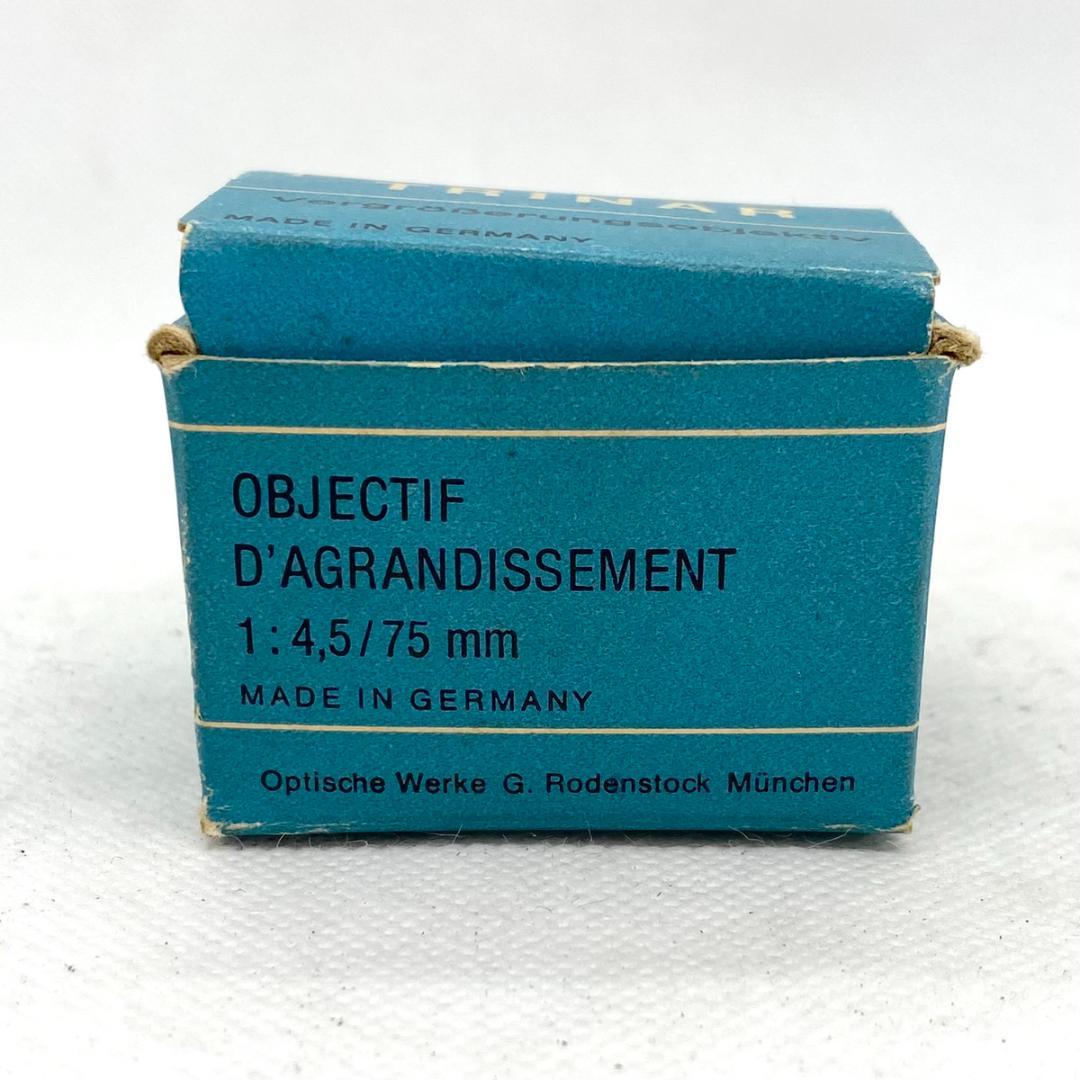 TRINAR
Vergrößerungsobjektiv
MADE IN GERMANY
OBJECTIF
D'AGRANDISSEMENT
1:4,5/75 mm
MADE IN GERMANY
Optische Werke G. Rodenstock München